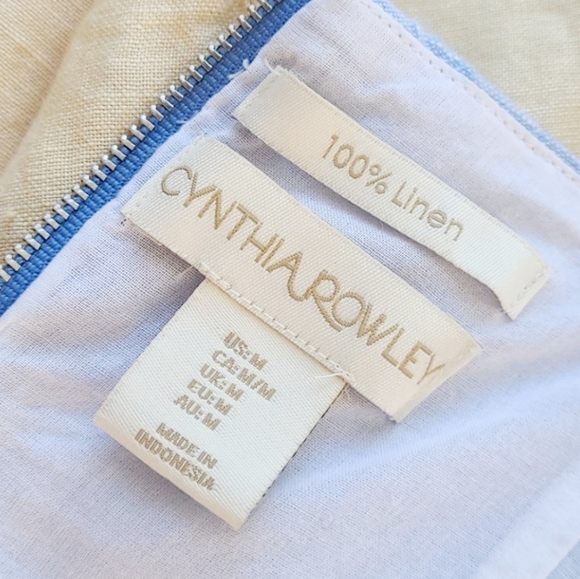 100% Linen
CYNTHIA ROWLEY
US: M
CA: M/M
UK: M
EU: M
AU: M
MADE IN
INDONESIA